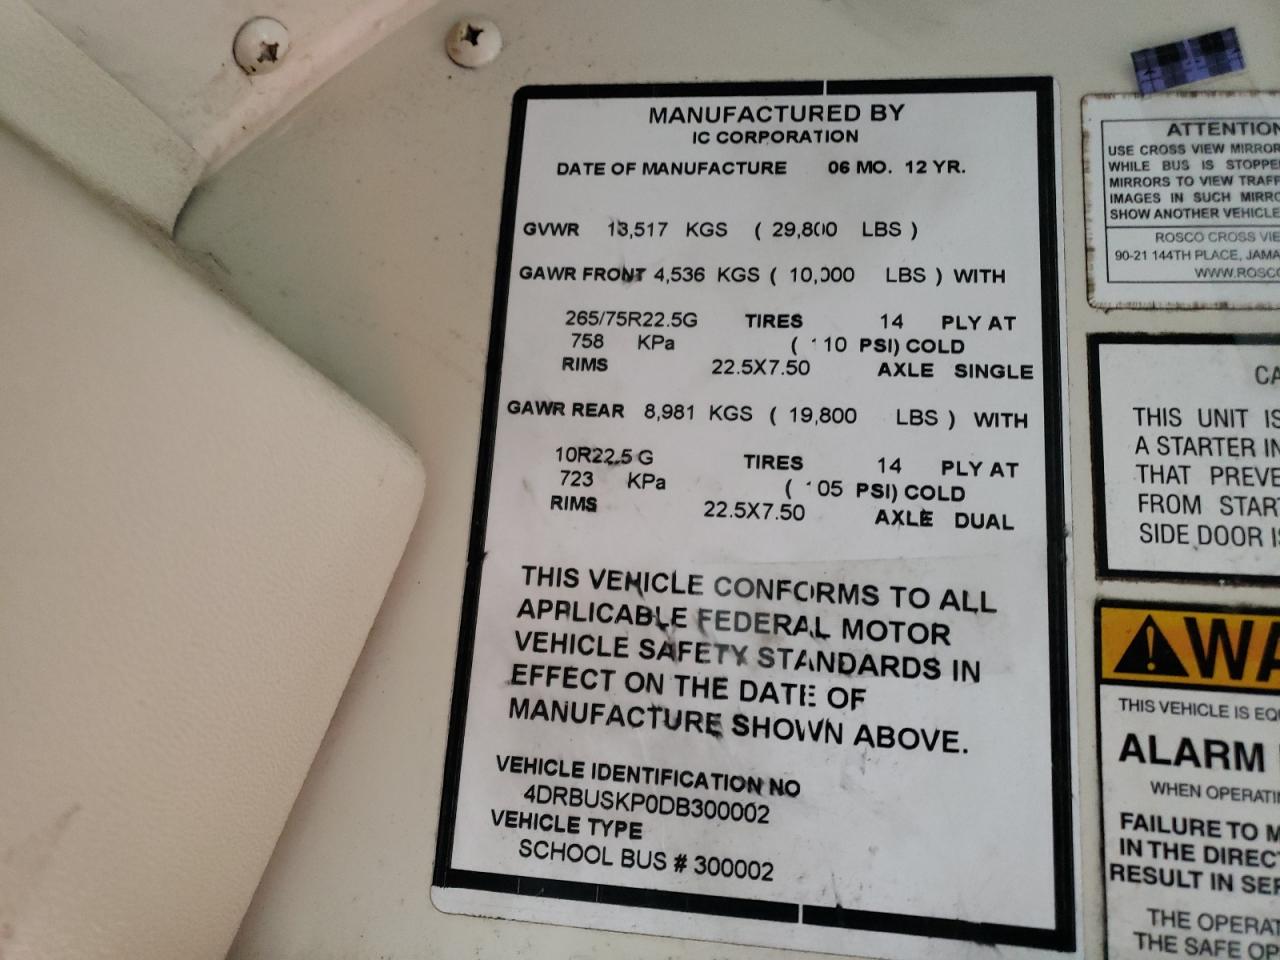 MANUFACTURED BY
IC CORPORATION
DATE OF MANUFACTURE 06 MO. 12 YR.
GVWR 13,517 KGS ( 29,800 LBS )
GAWR FRONT 4,536 KGS ( 10,000 LBS ) WITH
265/75R22.5G TIRES 14 PLY AT
758 KPa ( 110 PSI) COLD
RIMS 22.5X7.50 AXLE SINGLE
GAWR REAR 8,981 KGS ( 19,800 LBS ) WITH
10R22.5 G TIRES 14 PLY AT
723 KPa ( 105 PSI) COLD
RIMS 22.5X7.50 AXLE DUAL
THIS VEHICLE CONFORMS TO ALL
APPLICABLE FEDERAL MOTOR
VEHICLE SAFETY STANDARDS IN
EFFECT ON THE DATE OF
MANUFACTURE SHOWN ABOVE.
VEHICLE IDENTIFICATION NO
4DRBUSKP0DB300002
VEHICLE TYPE
SCHOOL BUS # 300002
ATTENTION
USE CROSS VIEW MIRROR
WHILE BUS IS STOPPE
MIRRORS TO VIEW TRAFF
IMAGES IN SUCH MIRRO
SHOW ANOTHER VEHICLE
ROSCO CROSS VIE
90-21 144TH PLACE, JAMA
WWW.ROSC
CA
THIS UNIT IS
A STARTER IN
THAT PREVE
FROM START
SIDE DOOR IS
WA
THIS VEHICLE IS EQU
ALARM
WHEN OPERATIN
FAILURE TO M
IN THE DIRECT
RESULT IN SER
THE OPERAT
THE SAFE OP